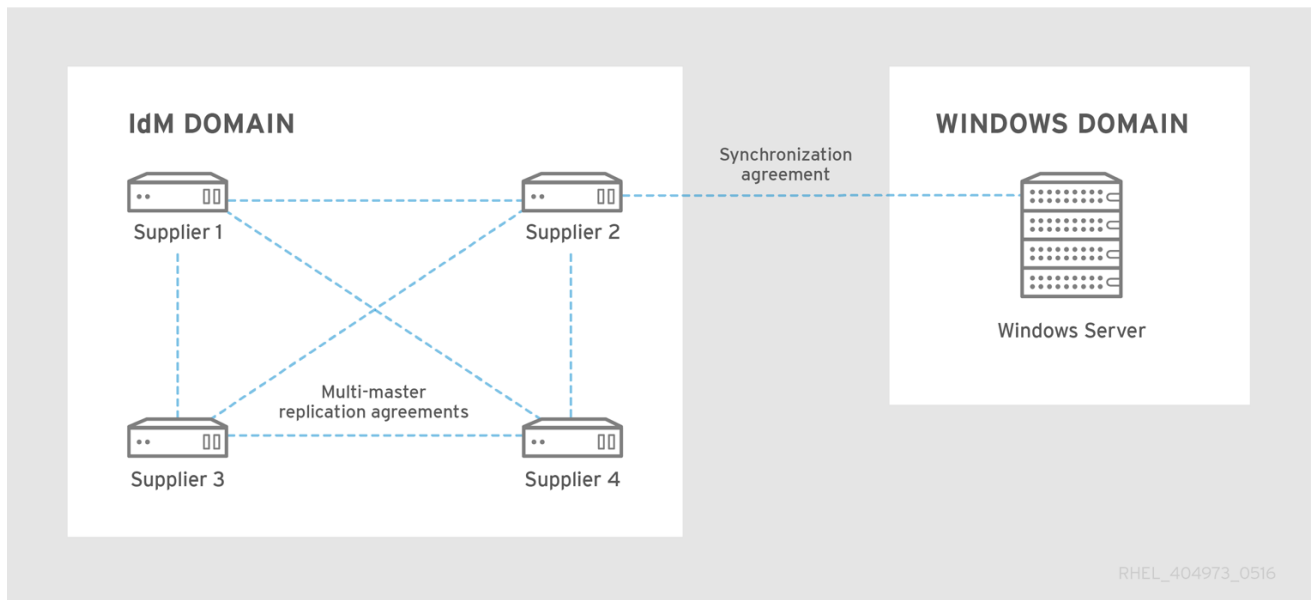 IdM DOMAIN
WINDOWS DOMAIN
Synchronization
agreement
Supplier 1
Supplier 2
Windows Server
Multi-master
replication agreements
Supplier 3
Supplier 4
RHEL_404973_0516